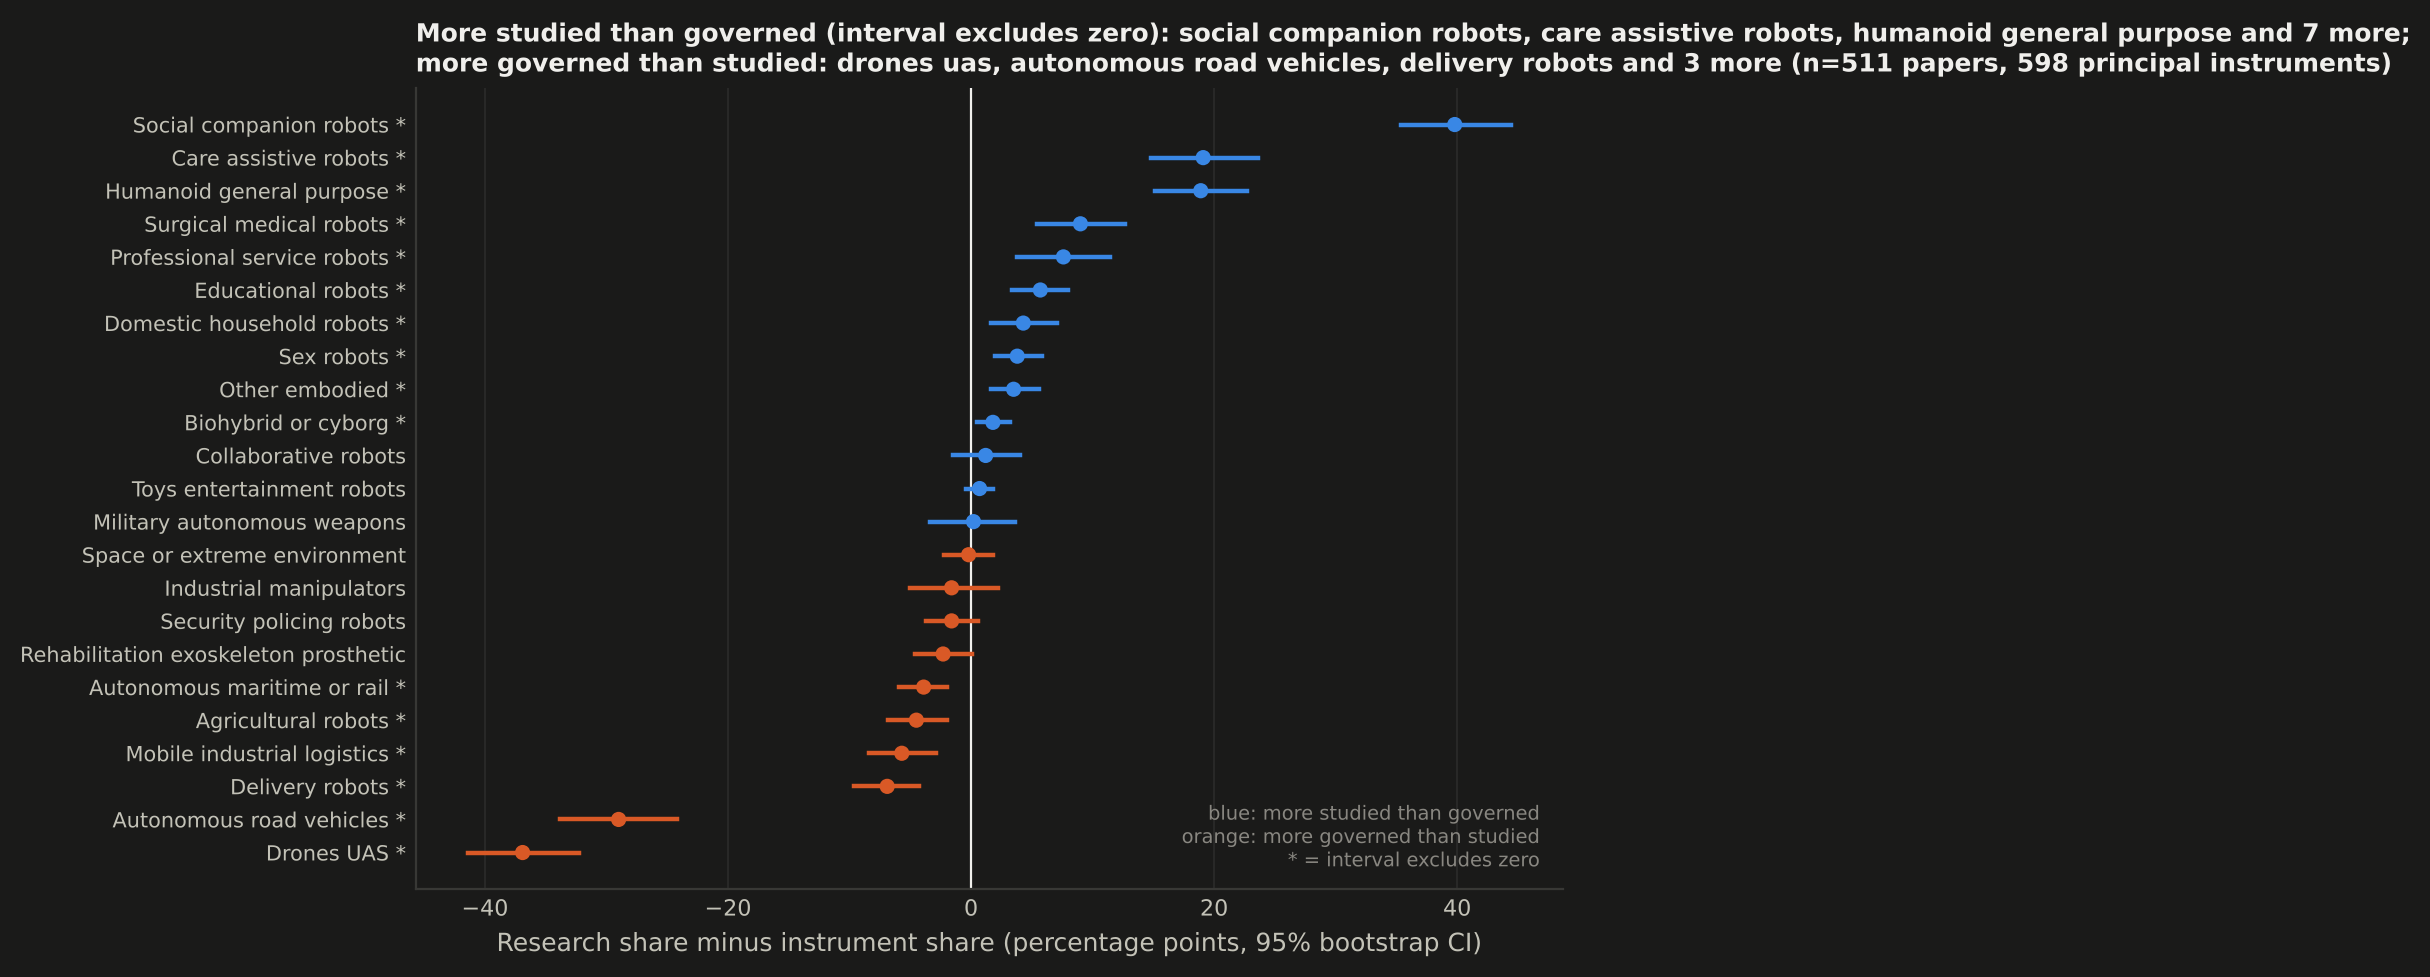 More studied than governed (interval excludes zero): social companion robots, care assistive robots, humanoid general purpose and 7 more;
more governed than studied: drones uas, autonomous road vehicles, delivery robots and 3 more (n=511 papers, 598 principal instruments)
Social companion robots *
Care assistive robots *
Humanoid general purpose *
Surgical medical robots *
Professional service robots *
Educational robots *
Domestic household robots *
Sex robots *
Other embodied *
Biohybrid or cyborg *
Collaborative robots
Toys entertainment robots
Military autonomous weapons
Space or extreme environment
Industrial manipulators
Security policing robots
Rehabilitation exoskeleton prosthetic
Autonomous maritime or rail *
Agricultural robots *
Mobile industrial logistics *
Delivery robots *
Autonomous road vehicles *
Drones UAS *
blue: more studied than governed
orange: more governed than studied
* = interval excludes zero
−40 −20 0 20 40
Research share minus instrument share (percentage points, 95% bootstrap CI)